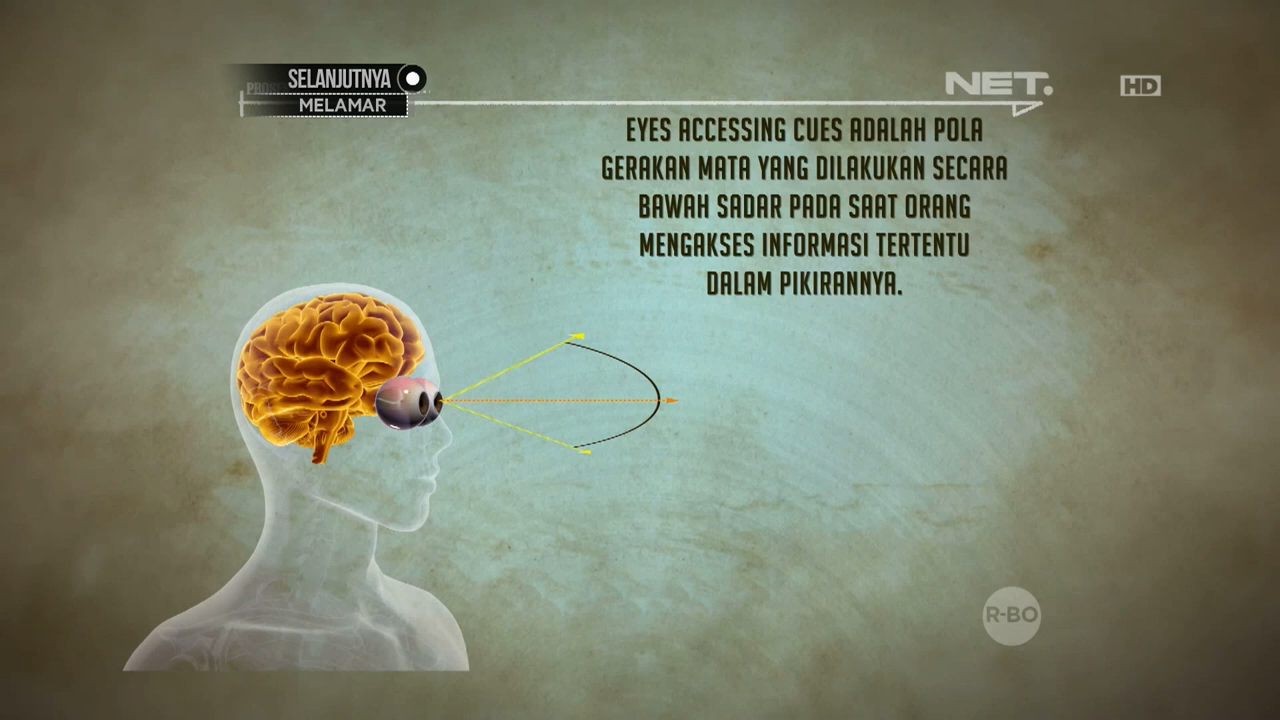 SELANJUTNYA
MELAMAR
NET.
HD
EYES ACCESSING CUES ADALAH POLA
GERAKAN MATA YANG DILAKUKAN SECARA
BAWAH SADAR PADA SAAT ORANG
MENGAKSES INFORMASI TERTENTU
DALAM PIKIRANNYA.
R-BO